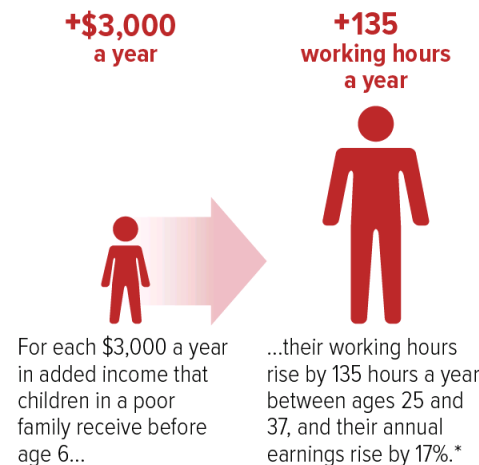 +$3,000
a year
+135
working hours
a year
For each $3,000 a year
in added income that
children in a poor
family receive before
age 6...
...their working hours
rise by 135 hours a year
between ages 25 and
37, and their annual
earnings rise by 17%.*